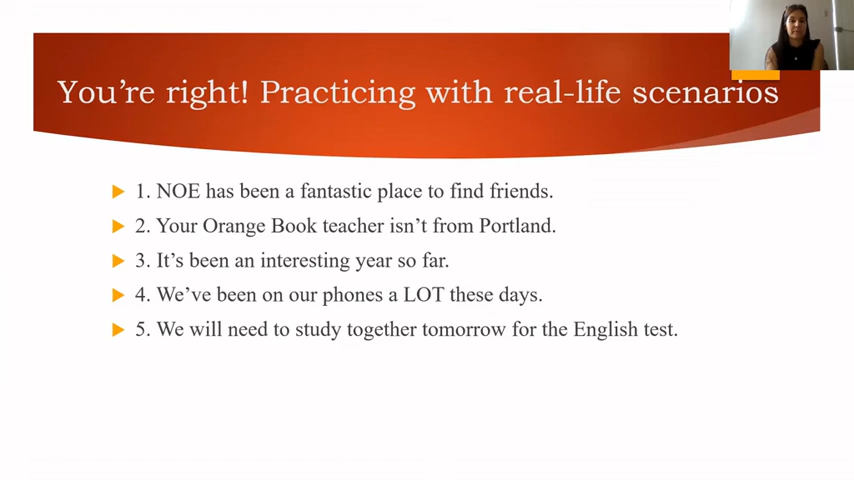 You're right! Practicing with real-life scenarios
1. NOE has been a fantastic place to find friends.
2. Your Orange Book teacher isn't from Portland.
3. It's been an interesting year so far.
4. We've been on our phones a LOT these days.
5. We will need to study together tomorrow for the English test.